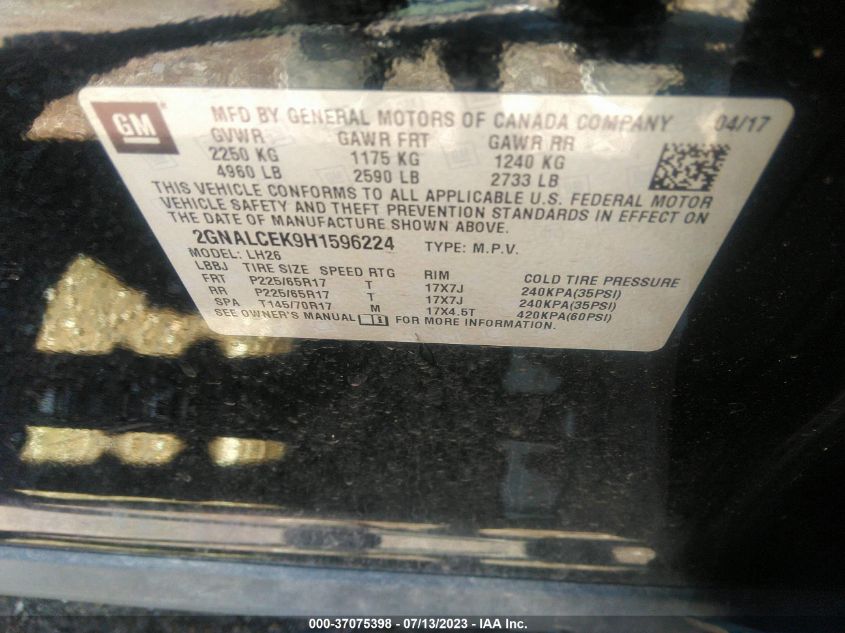 GM
MFD BY GENERAL MOTORS OF CANADA COMPANY 04/17
GVWR GAWR FRT GAWR RR
2250 KG 1175 KG 1240 KG
4960 LB 2590 LB 2733 LB
THIS VEHICLE CONFORMS TO ALL APPLICABLE U.S. FEDERAL MOTOR
VEHICLE SAFETY AND THEFT PREVENTION STANDARDS IN EFFECT ON
THE DATE OF MANUFACTURE SHOWN ABOVE.
2GNALCEK9H1596224 TYPE: M.P.V.
MODEL: LH26
LBBJ TIRE SIZE SPEED RTG RIM COLD TIRE PRESSURE
FRT P225/65R17 T 17X7J 240KPA(35PSI)
RR P225/65R17 T 17X7J 240KPA(35PSI)
SPA T145/70R17 M 17X4.5T 420KPA(60PSI)
SEE OWNER'S MANUAL FOR MORE INFORMATION.
000-37075398 - 07/13/2023 - IAA Inc.